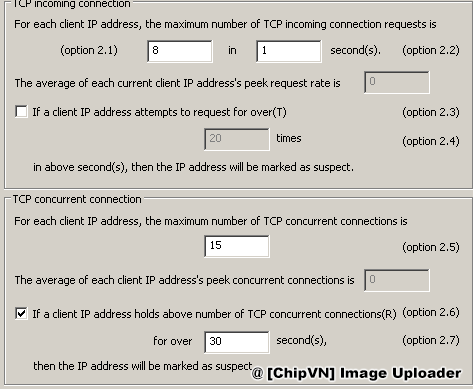 TCP incoming connection
For each client IP address, the maximum number of TCP incoming connection requests is
(option 2.1) 8 in 1 second(s). (option 2.2)
The average of each current client IP address's peek request rate is 0
If a client IP address attempts to request for over(T) (option 2.3)
20 times (option 2.4)
in above second(s), then the IP address will be marked as suspect.
TCP concurrent connection
For each client IP address, the maximum number of TCP concurrent connections is
15 (option 2.5)
The average of each client IP address's peek concurrent connections is 0
If a client IP address holds above number of TCP concurrent connections(R) (option 2.6)
for over 30 second(s), (option 2.7)
then the IP address will be marked as suspect
@ [ChipVN] Image Uploader